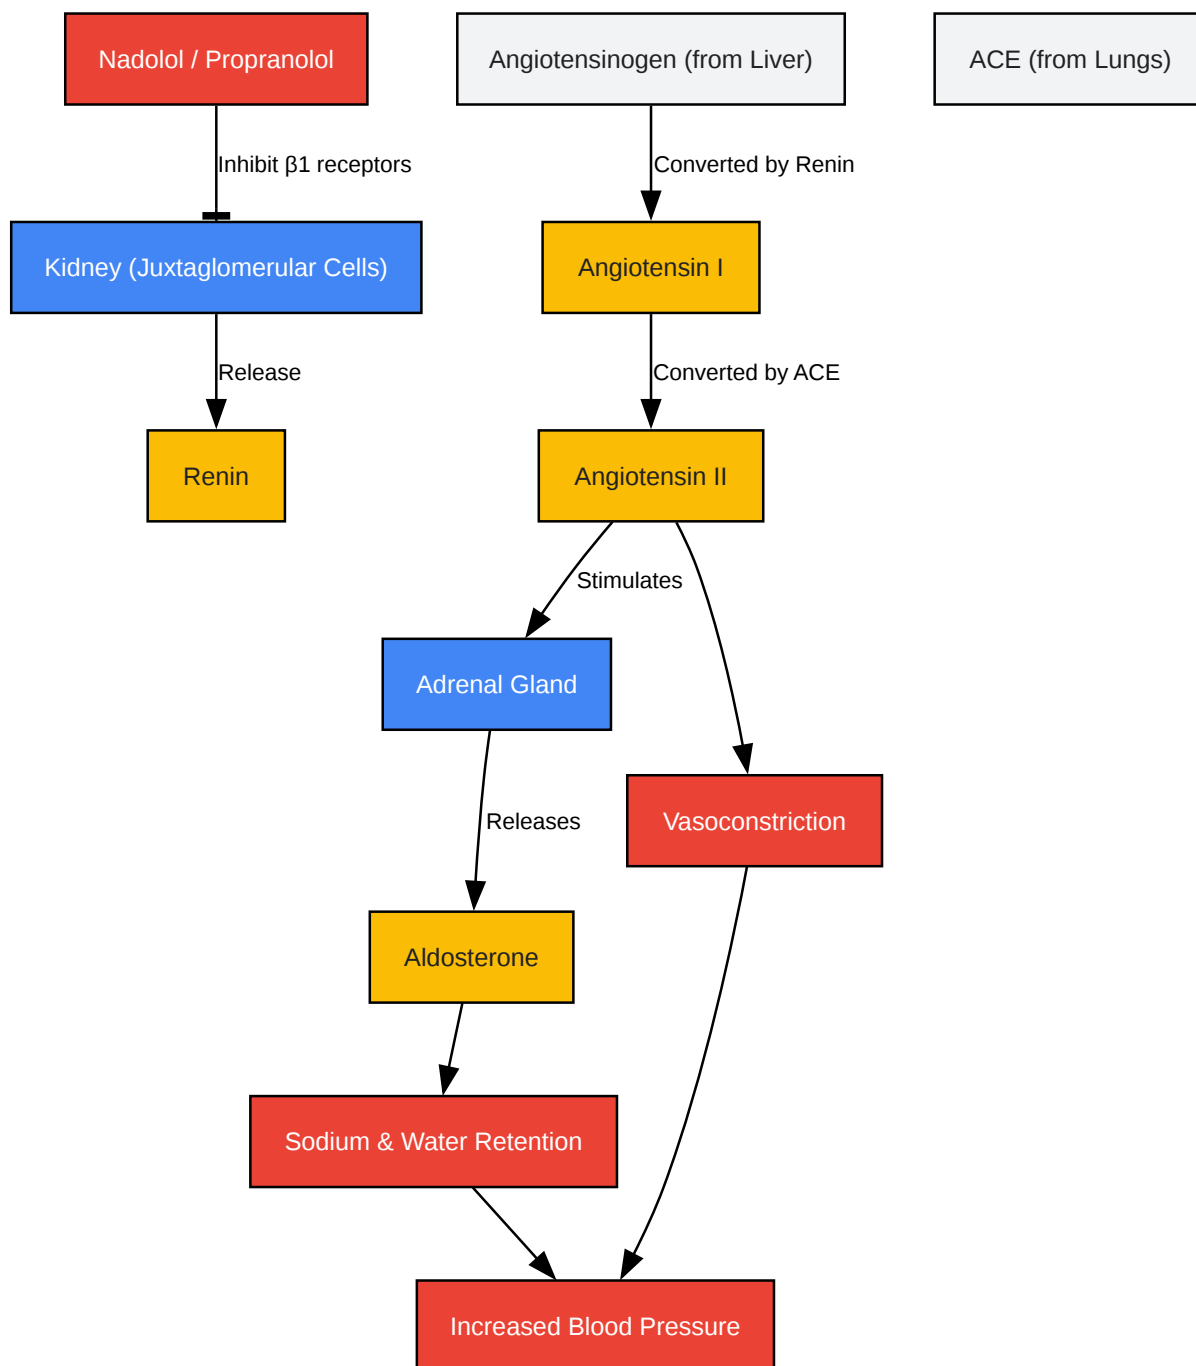 Nadolol / Propranolol
Angiotensinogen (from Liver)
ACE (from Lungs)
Inhibit β1 receptors
Converted by Renin
Kidney (Juxtaglomerular Cells)
Angiotensin I
Release
Converted by ACE
Renin
Angiotensin II
Stimulates
Adrenal Gland
Releases
Vasoconstriction
Aldosterone
Sodium & Water Retention
Increased Blood Pressure